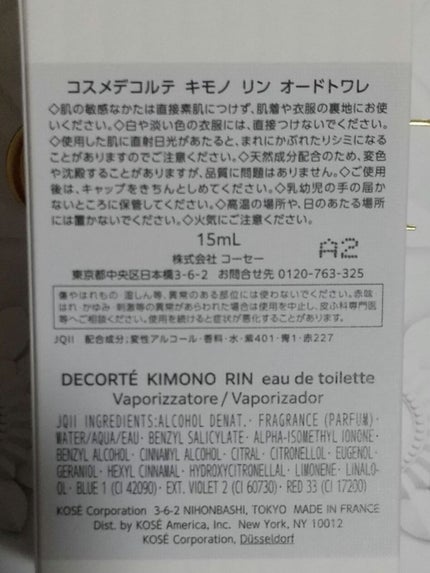 コスメデコルテ キモノ リン オードトワレ
◇肌の敏感なかたは直接素肌につけず、肌着や衣服の裏地にお使
いください。◇白や淡い色の衣服には、直接つけないでください。
◇使用した肌に直射日光があたると、まれにかぶれたりシミになる
ことがありますのでご注意ください。◇天然成分配合のため、変色
や沈殿することがありますが、品質に問題はありません。◇ご使用
後は、キャップをきちんとしめてください。◇乳幼児の手の届か
ないところに保管してください。◇高温の場所や、日のあたる場所
には置かないでください。◇火気にご注意ください。
15mL
株式会社 コーセー
A2
東京都中央区日本橋3-6-2 お問合せ先 0120-763-325
傷やはれもの・湿しん等、異常のある部位には使わないでください。赤味・
はれ・かゆみ・刺激等の異常があらわれた場合は使用を中止し、皮ふ科専門医
等へご相談ください。使用を続けると症状が悪化することがあります。
JQII 配合成分:変性アルコール・香料・水・紫401・青1・赤227
DECORTÉ KIMONO RIN eau de toilette
Vaporizzatore / Vaporizador
JQII INGREDIENTS:ALCOHOL DENAT.· FRAGRANCE (PARFUM)·
WATER/AQUA/EAU· BENZYL SALICYLATE· ALPHA-ISOMETHYL IONONE·
BENZYL ALCOHOL· CINNAMYL ALCOHOL· CITRAL· CITRONELLOL· EUGENOL·
GERANIOL· HEXYL CINNAMAL· HYDROXYCITRONELLAL· LIMONENE· LINALO-
OL· BLUE 1 (CI 42090)· EXT. VIOLET 2 (CI 60730)· RED 33 (CI 17200)
KOSÉ Corporation 3-6-2 NIHONBASHI, TOKYO MADE IN FRANCE
Dist. by KOSÉ America, Inc. New York, NY 10012
KOSÉ Corporation, Düsseldorf